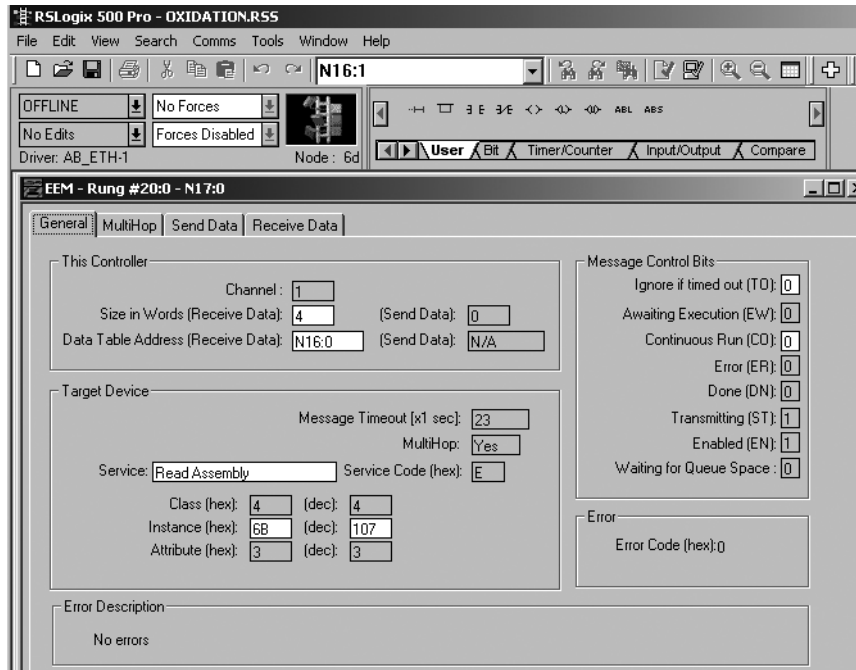 RSLogix 500 Pro - OXIDATION.RSS
File Edit View Search Comms Tools Window Help
N16:1
OFFLINE No Forces
No Edits Forces Disabled
Driver: AB_ETH-1 Node : 6d
ABL ABS
User Bit Timer/Counter Input/Output Compare
EEM - Rung #20:0 - N17:0
General MultiHop Send Data Receive Data
This Controller
Channel : 1
Size in Words (Receive Data): 4 (Send Data): 0
Data Table Address (Receive Data): N16:0 (Send Data): N/A
Target Device
Message Timeout [x1 sec]: 23
MultiHop: Yes
Service: Read Assembly Service Code (hex): E
Class (hex): 4 (dec): 4
Instance (hex): 6B (dec): 107
Attribute (hex): 3 (dec): 3
Message Control Bits
Ignore if timed out (TO): 0
Awaiting Execution (EW): 0
Continuous Run (CO): 0
Error (ER): 0
Done (DN): 0
Transmitting (ST): 1
Enabled (EN): 1
Waiting for Queue Space : 0
Error
Error Code (hex):0
Error Description
No errors